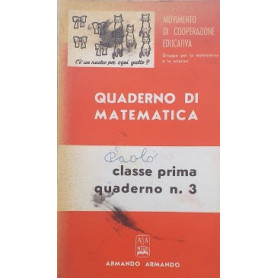 C'è un nastro per ogni gatto?
MOVIMENTO
DI COOPERAZIONE
EDUCATIVA
Gruppo per la matematica
e le scienze
QUADERNO DI
MATEMATICA
Paolo
classe prima
quaderno n. 3
ARMANDO ARMANDO